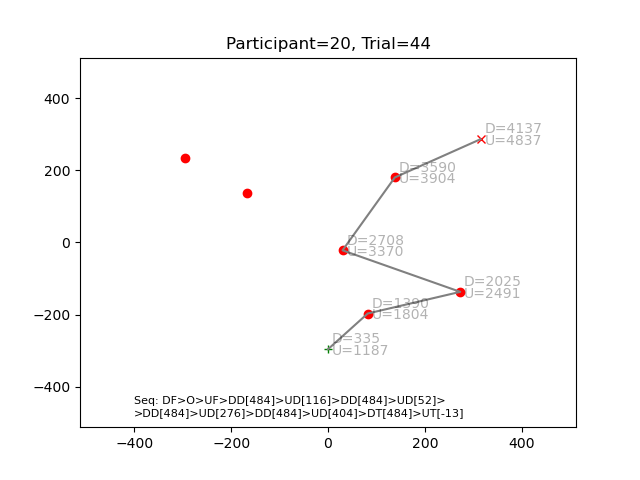 Participant=20, Trial=44
400
200
0
−200
−400
−400
−200
0
200
400
D=4137
U=4837
D=3590
U=3904
D=2708
U=3370
D=2025
U=2491
D=1390
U=1804
D=335
U=1187
Seq: DF>O>UF>DD[484]>UD[116]>DD[484]>UD[52]>
>DD[484]>UD[276]>DD[484]>UD[404]>DT[484]>UT[-13]